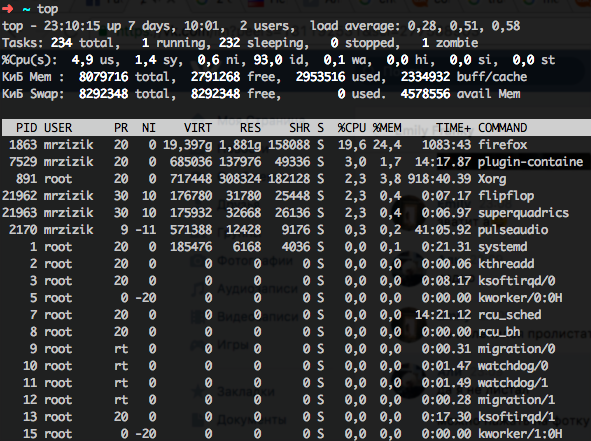 ➜ ~ top
top - 23:10:15 up 7 days, 10:01, 2 users, load average: 0,28, 0,51, 0,58
Tasks: 234 total, 1 running, 232 sleeping, 0 stopped, 1 zombie
%Cpu(s): 4,9 us, 1,4 sy, 0,6 ni, 93,0 id, 0,1 wa, 0,0 hi, 0,0 si, 0,0 st
КиБ Mem : 8079716 total, 2791268 free, 2953516 used, 2334932 buff/cache
КиБ Swap: 8292348 total, 8292348 free, 0 used. 4578556 avail Mem
PID USER PR NI VIRT RES SHR S %CPU %MEM TIME+ COMMAND
1863 mrzizik 20 0 19,397g 1,881g 158088 S 19,6 24,4 1083:43 firefox
7529 mrzizik 20 0 685036 137976 49336 S 3,0 1,7 14:17.87 plugin-containe
891 root 20 0 717448 308324 182128 S 2,3 3,8 918:40.39 Xorg
21962 mrzizik 30 10 176780 31780 25448 S 2,3 0,4 0:07.17 flipflop
21963 mrzizik 30 10 175932 32668 26136 S 2,3 0,4 0:06.97 superquadrics
2170 mrzizik 9 -11 571388 12428 9176 S 0,3 0,2 41:05.92 pulseaudio
1 root 20 0 185476 6168 4036 S 0,0 0,1 0:21.31 systemd
2 root 20 0 0 0 0 S 0,0 0,0 0:00.06 kthreadd
3 root 20 0 0 0 0 S 0,0 0,0 0:08.17 ksoftirqd/0
5 root 0 -20 0 0 0 S 0,0 0,0 0:00.00 kworker/0:0H
7 root 20 0 0 0 0 S 0,0 0,0 14:21.12 rcu_sched
8 root 20 0 0 0 0 S 0,0 0,0 0:00.00 rcu_bh
9 root rt 0 0 0 0 S 0,0 0,0 0:00.31 migration/0
10 root rt 0 0 0 0 S 0,0 0,0 0:01.47 watchdog/0
11 root rt 0 0 0 0 S 0,0 0,0 0:01.49 watchdog/1
12 root rt 0 0 0 0 S 0,0 0,0 0:00.28 migration/1
13 root 20 0 0 0 0 S 0,0 0,0 0:17.30 ksoftirqd/1
15 root 0 -20 0 0 0 S 0,0 0,0 0:00.00 kworker/1:0H
Фотографии
Аудиозаписи
Видеозаписи
Игры
Закладки
Документы